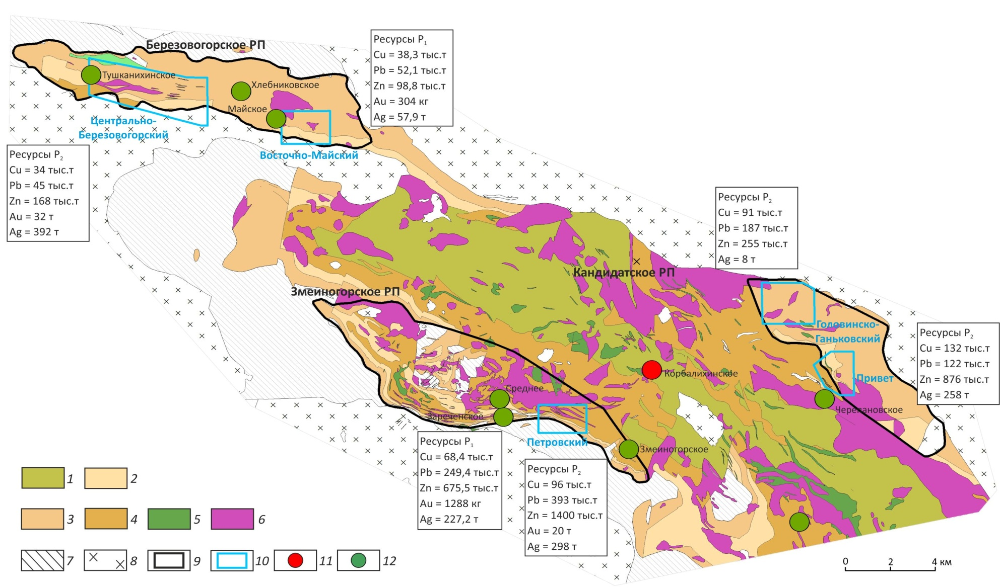 Березовогорское РП
Ресурсы P1
Cu = 38,3 тыс.т
Pb = 52,1 тыс.т
Zn = 98,8 тыс.т
Au = 304 кг
Ag = 57,9 т
Тушканихинское
Хлебниковское
Майское
Центрально-
Березовогорский
Восточно-Майский
Ресурсы P2
Cu = 34 тыс.т
Pb = 45 тыс.т
Zn = 168 тыс.т
Au = 32 т
Ag = 392 т
Ресурсы P2
Cu = 91 тыс.т
Pb = 187 тыс.т
Zn = 255 тыс.т
Ag = 8 т
Кандидатское РП
Змеиногорское РП
Головинско-
Ганьковский
Ресурсы P2
Cu = 132 тыс.т
Pb = 122 тыс.т
Zn = 876 тыс.т
Ag = 258 т
Корбалихинское
Привет
Среднее
Черепановское
Зареченское
Петровский
Змеиногорское
Ресурсы P1
Cu = 68,4 тыс.т
Pb = 249,4 тыс.т
Zn = 675,5 тыс.т
Au = 1288 кг
Ag = 227,2 т
Ресурсы P2
Cu = 96 тыс.т
Pb = 393 тыс.т
Zn = 1400 тыс.т
Au = 20 т
Ag = 298 т
1 2
3 4 5 6
7 8 9 10 11 12
0 2 4 км